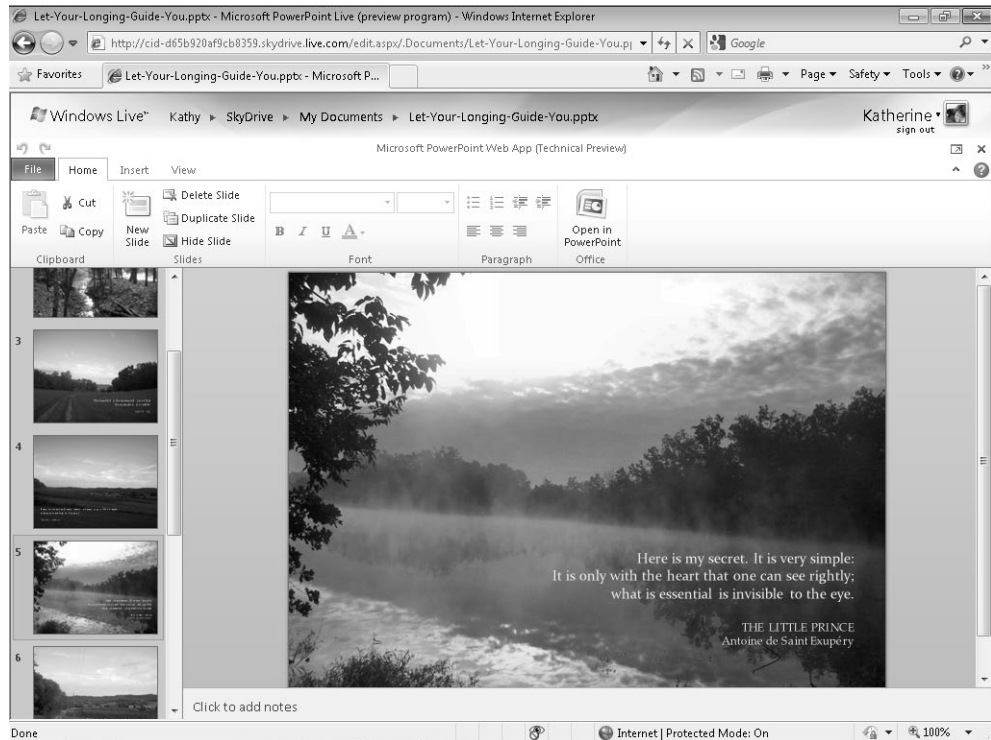 Let-Your-Longing-Guide-You.pptx - Microsoft PowerPoint Live (preview program) - Windows Internet Explorer
http://cid-d65b920af9cb8359.skydrive.live.com/edit.aspx/.Documents/Let-Your-Longing-Guide-You.p
Google
Favorites
Let-Your-Longing-Guide-You.pptx - Microsoft P...
Page
Safety
Tools
Windows Live™
Kathy
SkyDrive
My Documents
Let-Your-Longing-Guide-You.pptx
Katherine
sign out
Microsoft PowerPoint Web App (Technical Preview)
File
Home
Insert
View
Paste
Cut
Copy
Clipboard
New Slide
Delete Slide
Duplicate Slide
Hide Slide
Slides
B I U A
Font
Paragraph
Open in PowerPoint
Office
3
4
5
6
Here is my secret. It is very simple:
It is only with the heart that one can see rightly;
what is essential is invisible to the eye.
THE LITTLE PRINCE
Antoine de Saint Exupéry
Click to add notes
Done
Internet | Protected Mode: On
100%